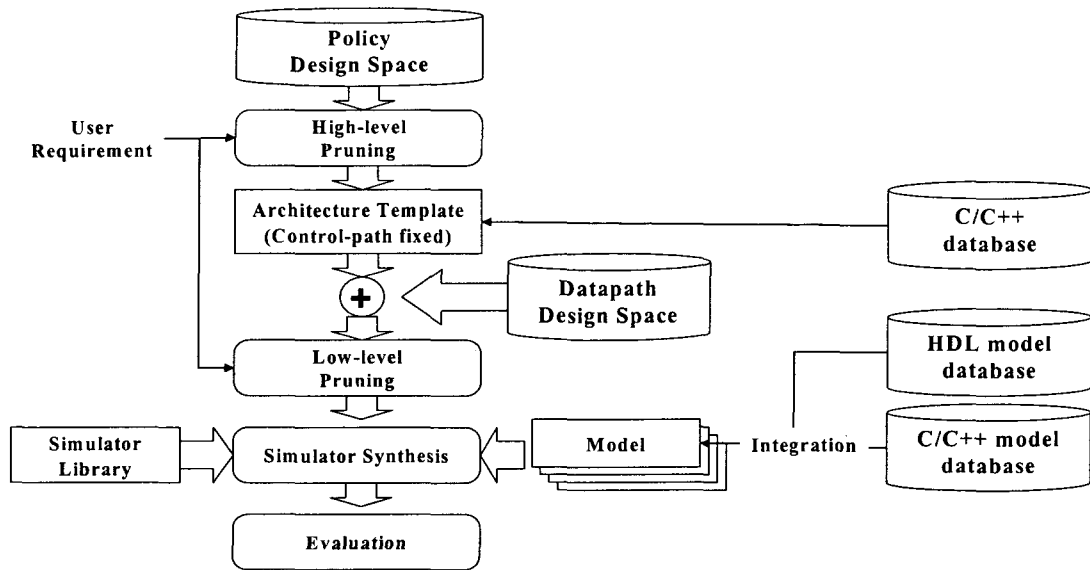 Policy
Design Space
User
Requirement
High-level
Pruning
Architecture Template
(Control-path fixed)
C/C++
database
+
Datapath
Design Space
HDL model
database
Low-level
Pruning
Simulator
Library
Simulator Synthesis
Model
Integration
C/C++ model
database
Evaluation